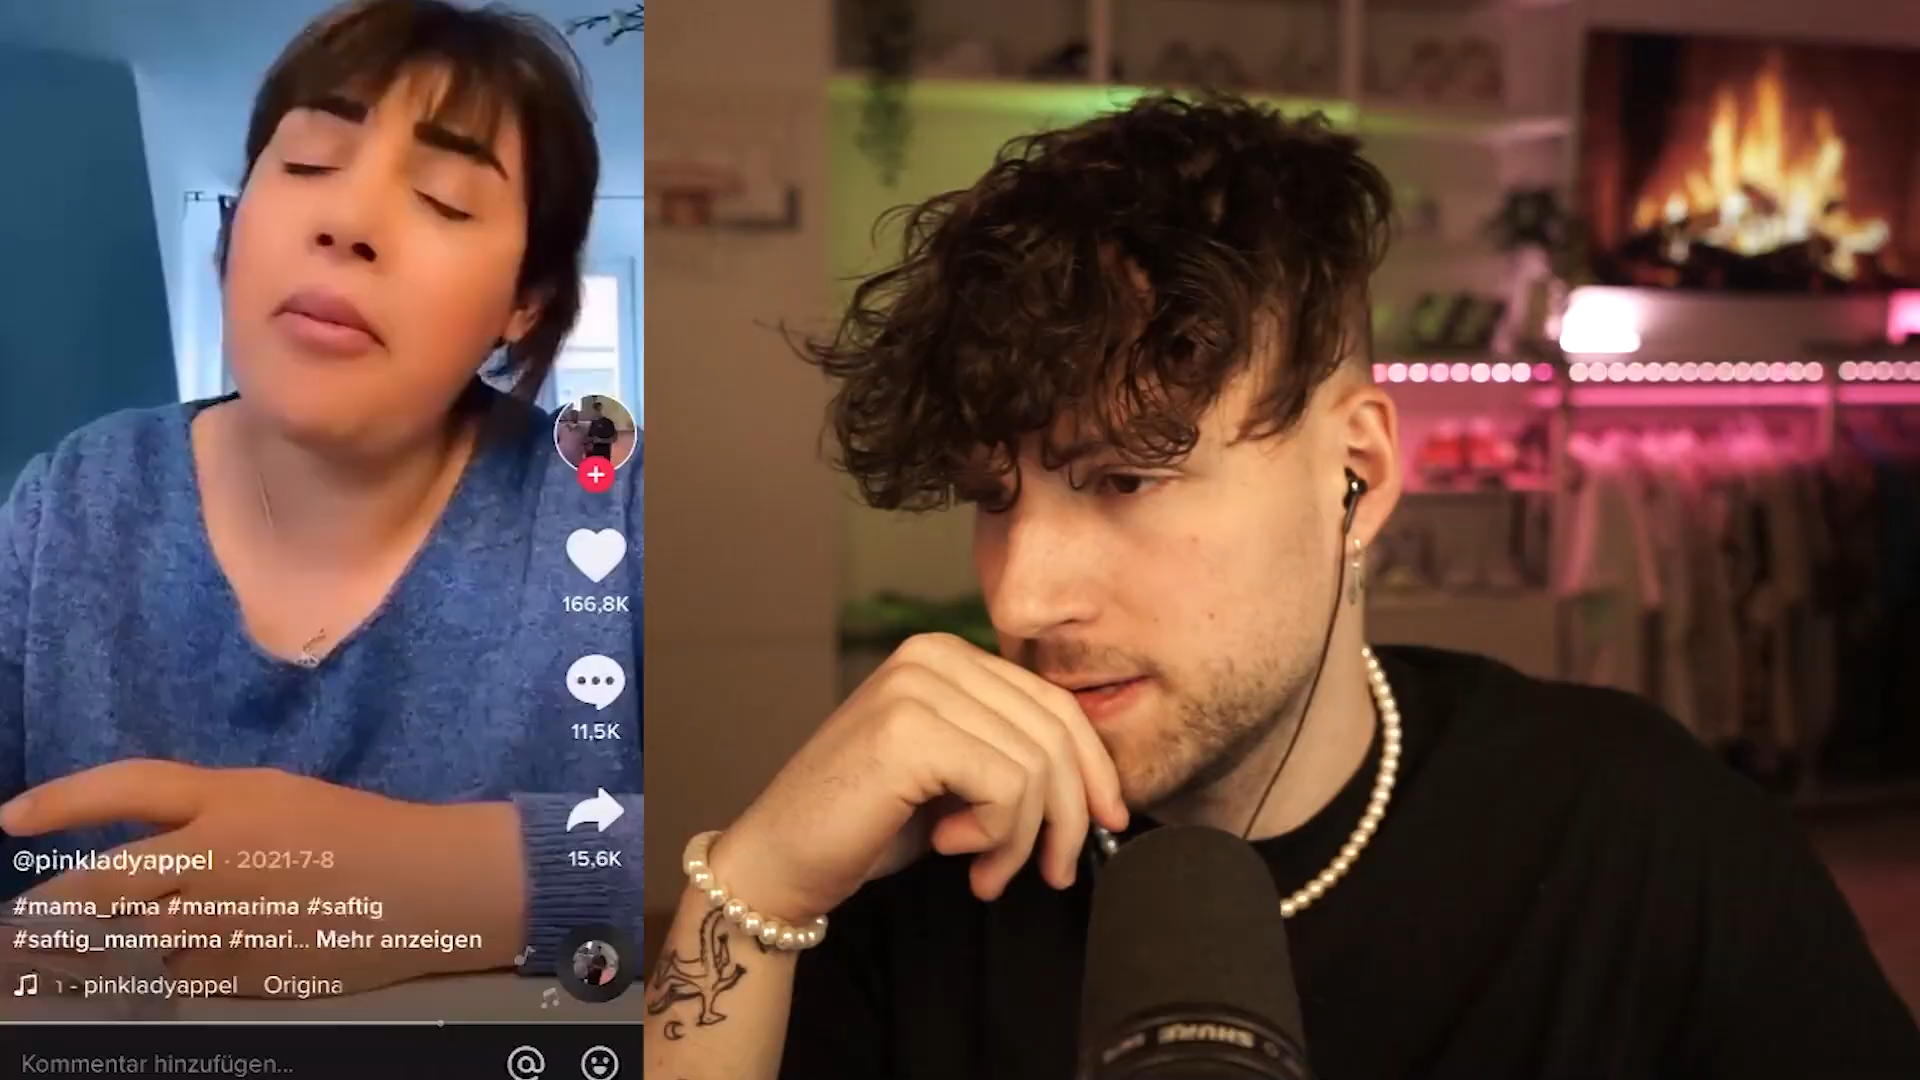 166,8K
11,5K
15,6K
@pinkladyappel · 2021-7-8
#mama_rima #mamarima #saftig
#saftig_mamarima #mari... Mehr anzeigen
- pinkladyappel Origina
Kommentar hinzufügen...
SHURE